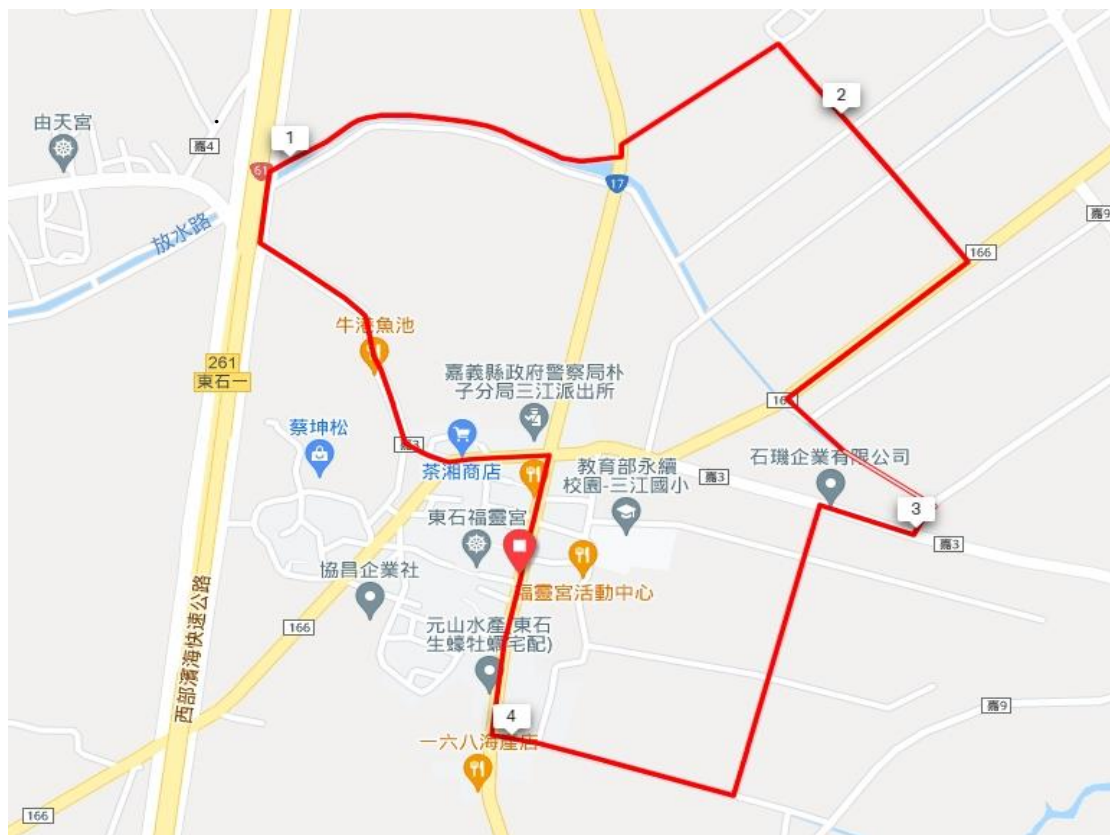 2
由天宮
1
嘉4
61
17
嘉9
放水路
166
牛港魚池
261
東石一
嘉義縣政府警察局朴
子分局三江派出所
蔡坤松
嘉3
茶湘商店
教育部永續
校園-三江國小
石璣企業有限公司
嘉3
東石福靈宮
3
嘉3
協昌企業社
福靈宮活動中心
166
元山水產(東石
生蠔牡蠣宅配)
西部濱海快速公路
4
嘉9
一六八海產店
166